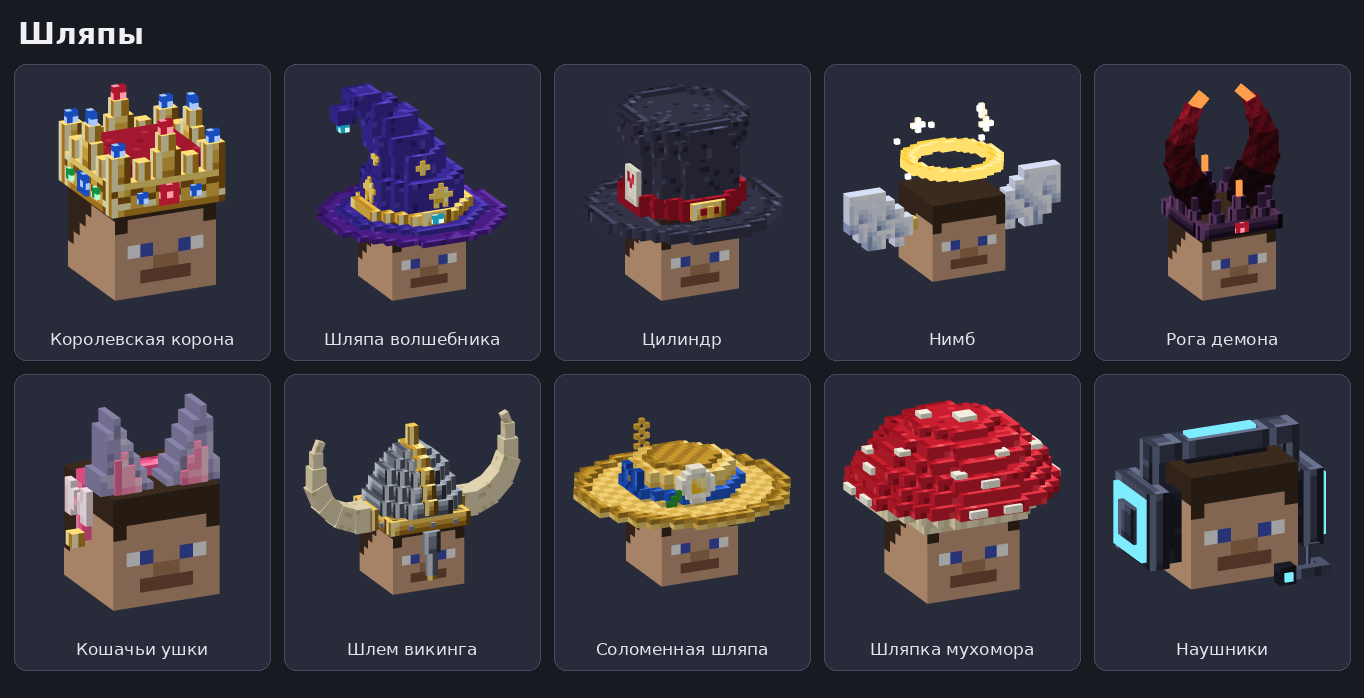 Шляпы
Королевская корона
Шляпа волшебника
Цилиндр
Нимб
Рога демона
Кошачьи ушки
Шлем викинга
Соломенная шляпа
Шляпка мухомора
Наушники